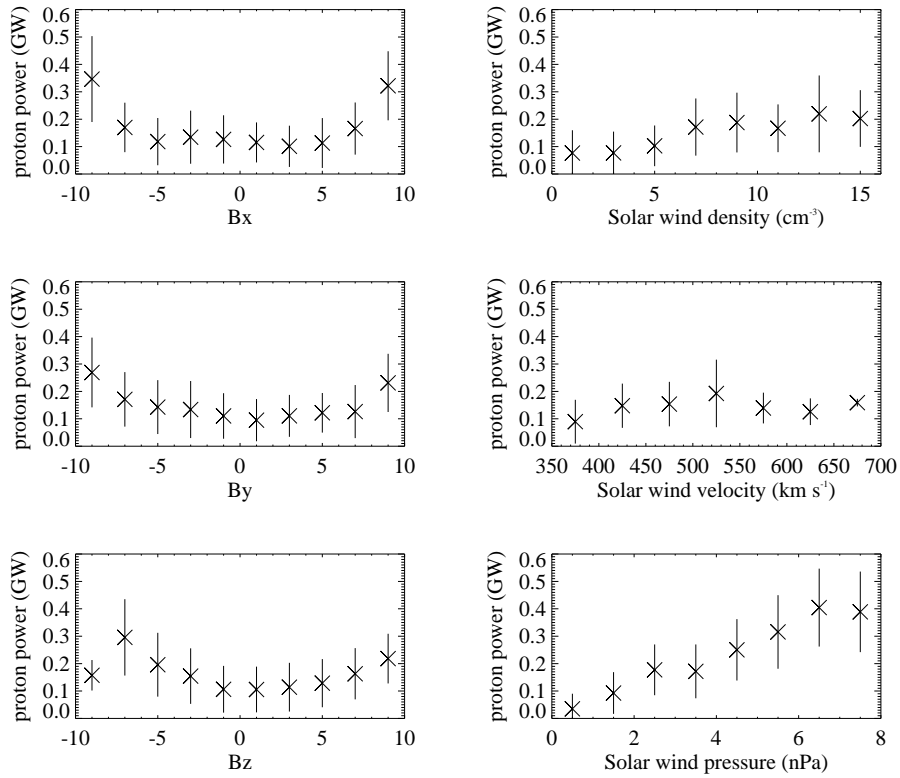 proton power (GW)
0.6
0.5
0.4
0.3
0.2
0.1
0.0
-10 -5 0 5 10
Bx
proton power (GW)
0.6
0.5
0.4
0.3
0.2
0.1
0.0
0 5 10 15
Solar wind density (cm⁻³)
proton power (GW)
0.6
0.5
0.4
0.3
0.2
0.1
0.0
-10 -5 0 5 10
By
proton power (GW)
0.6
0.5
0.4
0.3
0.2
0.1
0.0
350 400 450 500 550 600 650 700
Solar wind velocity (km s⁻¹)
proton power (GW)
0.6
0.5
0.4
0.3
0.2
0.1
0.0
-10 -5 0 5 10
Bz
proton power (GW)
0.6
0.5
0.4
0.3
0.2
0.1
0.0
0 2 4 6 8
Solar wind pressure (nPa)